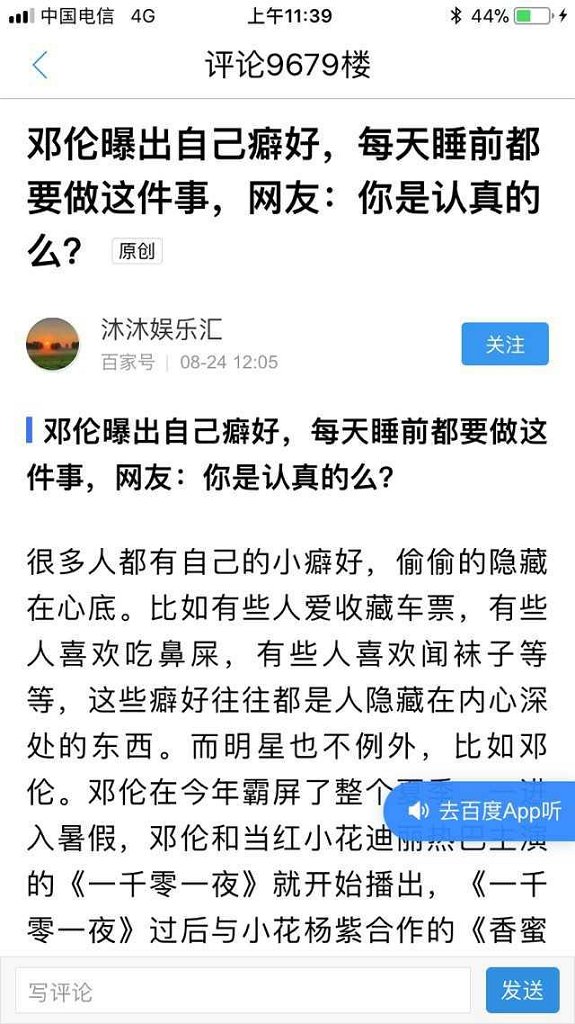 中国电信 4G 上午11:39 44%
评论9679楼
邓伦曝出自己癖好，每天睡前都
要做这件事，网友：你是认真的
么？ 原创
沐沐娱乐汇
百家号 | 08-24 12:05
关注
邓伦曝出自己癖好，每天睡前都要做这
件事，网友：你是认真的么？
很多人都有自己的小癖好，偷偷的隐藏
在心底。比如有些人爱收藏车票，有些
人喜欢吃鼻屎，有些人喜欢闻袜子等
等，这些癖好往往都是人隐藏在内心深
处的东西。而明星也不例外，比如邓
伦。邓伦在今年霸屏了整个夏季，一进
去百度App听
入暑假，邓伦和当红小花迪丽热巴主演
的《一千零一夜》就开始播出，《一千
零一夜》过后与小花杨紫合作的《香蜜
写评论
发送